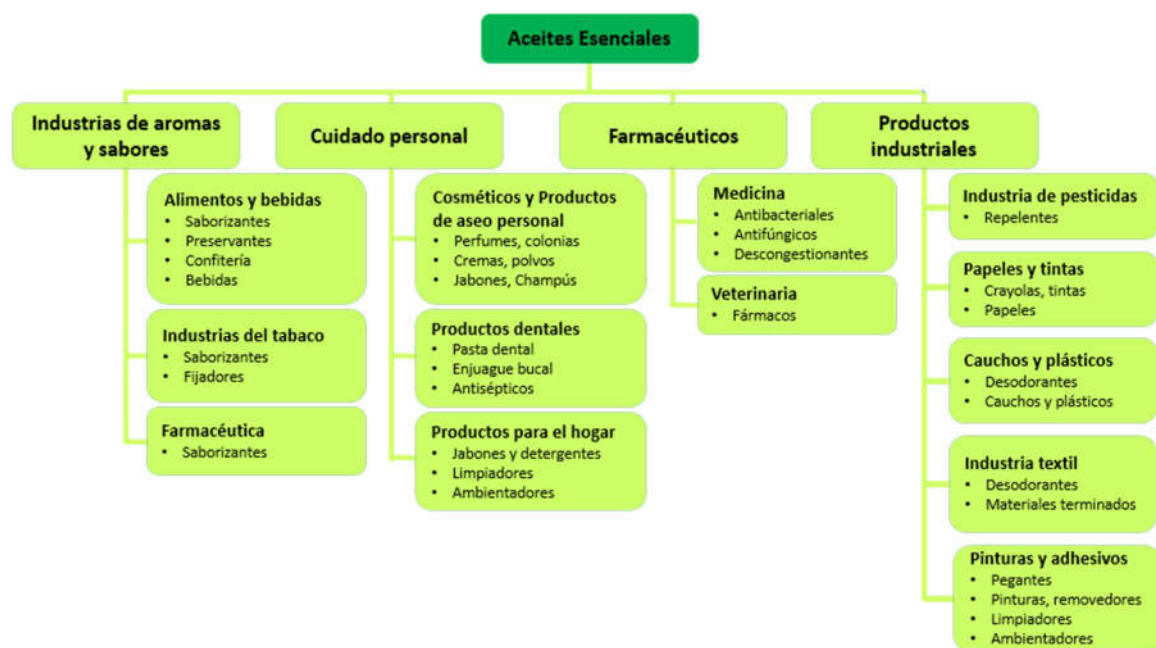 Aceites Esenciales
Industrias de aromas
y sabores
Alimentos y bebidas
• Saborizantes
• Preservantes
• Confitería
• Bebidas
Industrias del tabaco
• Saborizantes
• Fijadores
Farmacéutica
• Saborizantes
Cuidado personal
Cosméticos y Productos
de aseo personal
• Perfumes, colonias
• Cremas, polvos
• Jabones, Champús
Productos dentales
• Pasta dental
• Enjuague bucal
• Antisépticos
Productos para el hogar
• Jabones y detergentes
• Limpiadores
• Ambientadores
Farmacéuticos
Medicina
• Antibacteriales
• Antifúngicos
• Descongestionantes
Veterinaria
• Fármacos
Productos
industriales
Industria de pesticidas
• Repelentes
Papeles y tintas
• Crayolas, tintas
• Papeles
Cauchos y plásticos
• Desodorantes
• Cauchos y plásticos
Industria textil
• Desodorantes
• Materiales terminados
Pinturas y adhesivos
• Pegantes
• Pinturas, removedores
• Limpiadores
• Ambientadores